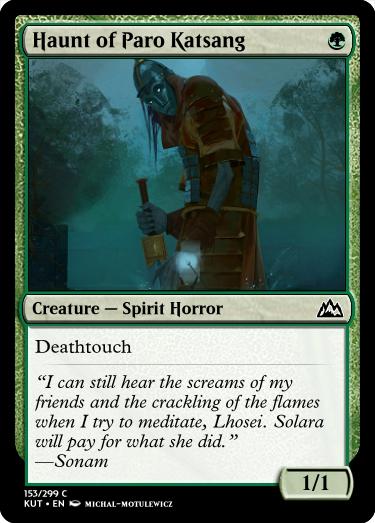 Haunt of Paro Katsang
Creature — Spirit Horror
Deathtouch
“I can still hear the screams of my
friends and the crackling of the flames
when I try to meditate, Lhosei. Solara
will pay for what she did.”
—Sonam
1/1
153/299 C
KUT • EN MICHAL-MOTULEWICZ